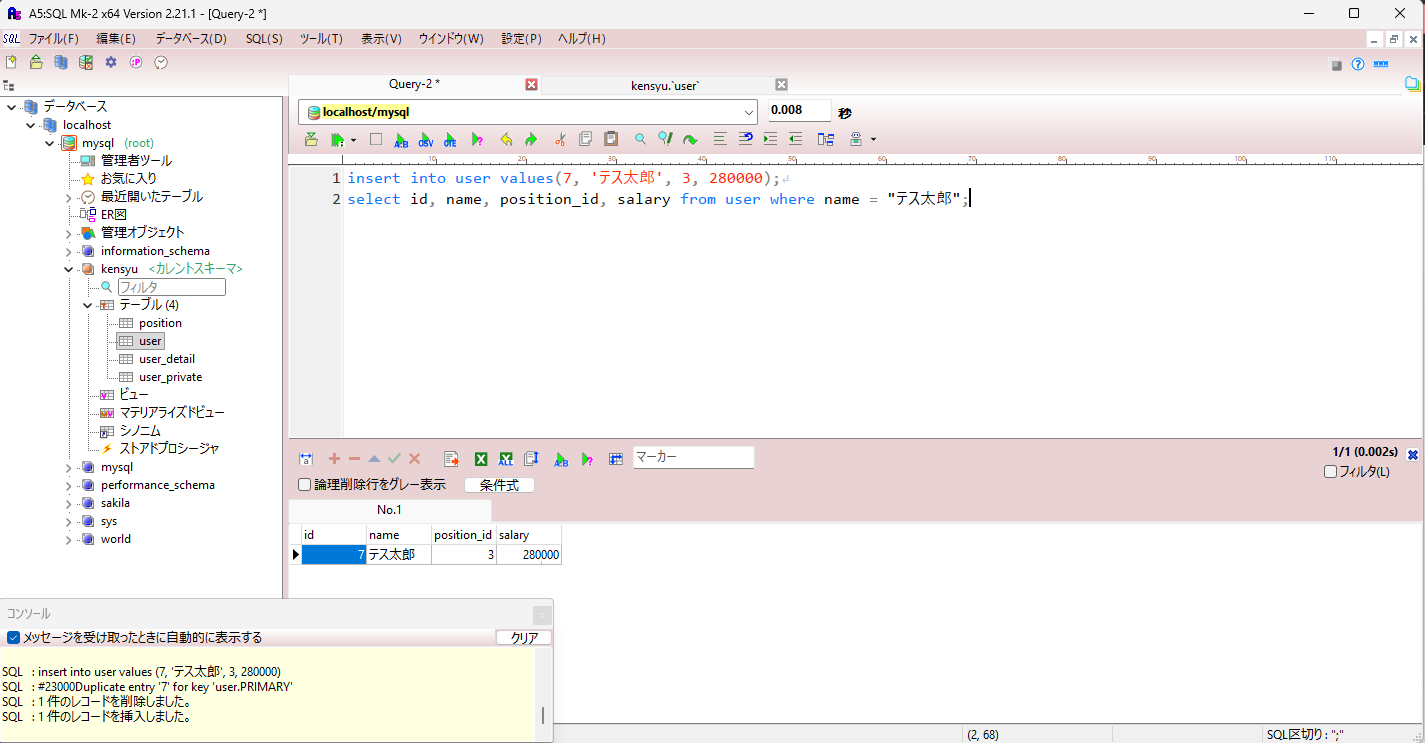 A5:SQL Mk-2 x64 Version 2.21.1 - [Query-2 *]
SQL ファイル(F) 編集(E) データベース(D) SQL(S) ツール(T) 表示(V) ウインドウ(W) 設定(P) ヘルプ(H)
Query-2 * kensyu.`user`
localhost/mysql 0.008 秒
10 20 30 40 50 60 70 80 90 100 110
1 insert into user values(7, 'テス太郎', 3, 280000);
2 select id, name, position_id, salary from user where name = "テス太郎";
データベース
localhost
mysql (root)
管理者ツール
お気に入り
最近開いたテーブル
ER図
管理オブジェクト
information_schema
kensyu <カレントスキーマ>
フィルタ
テーブル (4)
position
user
user_detail
user_private
ビュー
マテリアライズドビュー
シノニム
ストアドプロシージャ
mysql
performance_schema
sakila
sys
world
マーカー
1/1 (0.002s)
論理削除行をグレー表示 条件式 フィルタ(L)
No.1
id name position_id salary
7 テス太郎 3 280000
コンソール
メッセージを受け取ったときに自動的に表示する クリア
SQL : insert into user values (7, 'テス太郎', 3, 280000)
SQL : #23000Duplicate entry '7' for key 'user.PRIMARY'
SQL : 1 件のレコードを削除しました。
SQL : 1 件のレコードを挿入しました。
(2, 68) SQL区切り : ";"